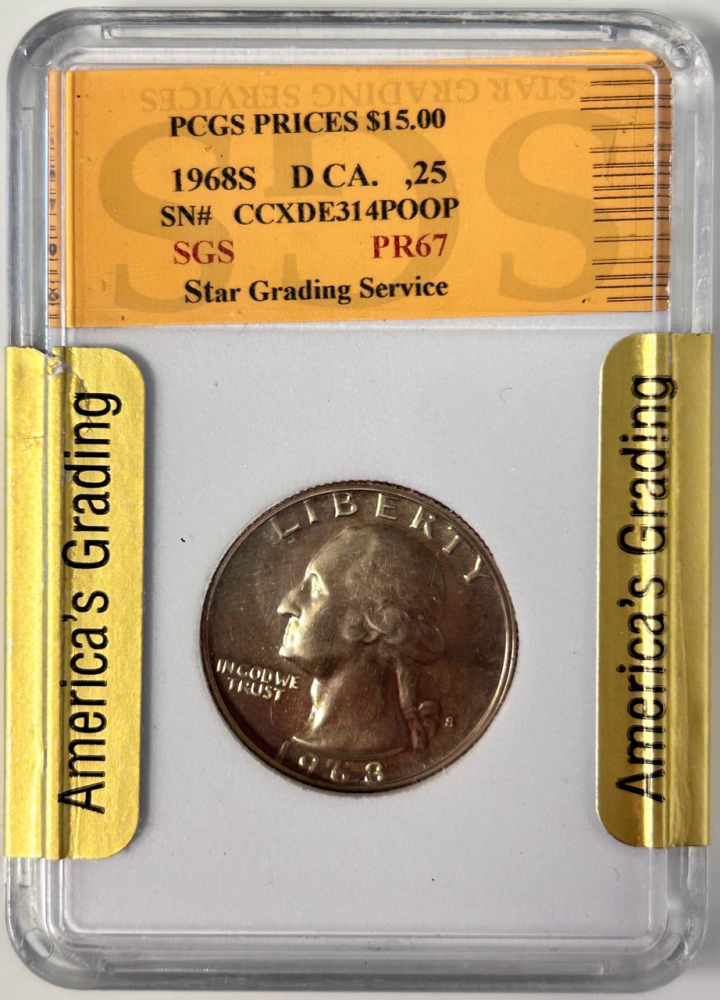 STAR GRADING SERVICES
SGS
PCGS PRICES $15.00
1968S D CA. ,25
SN# CCXDE314POOP
SGS PR67
Star Grading Service
America's Grading
America's Grading
LIBERTY
IN GOD WE
TRUST
S
1968